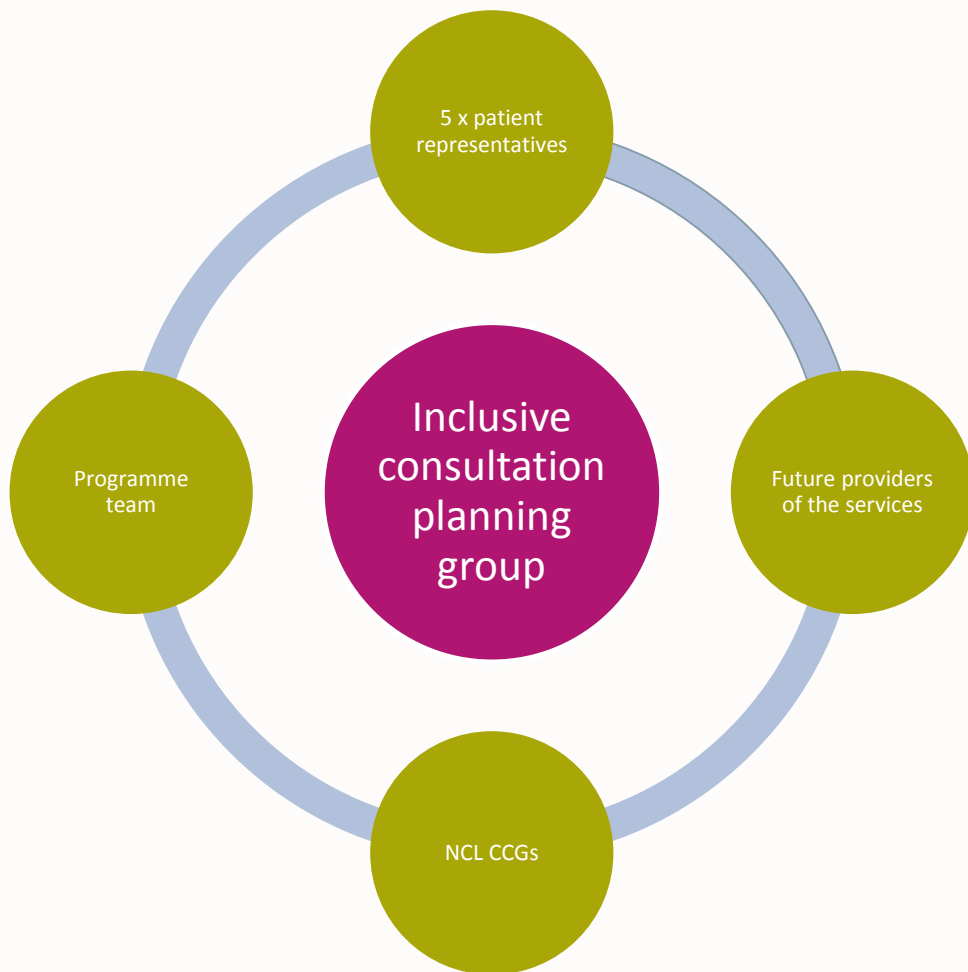 5 x patient
representatives
Inclusive
consultation
planning
group
Programme
team
Future providers
of the services
NCL CCGs